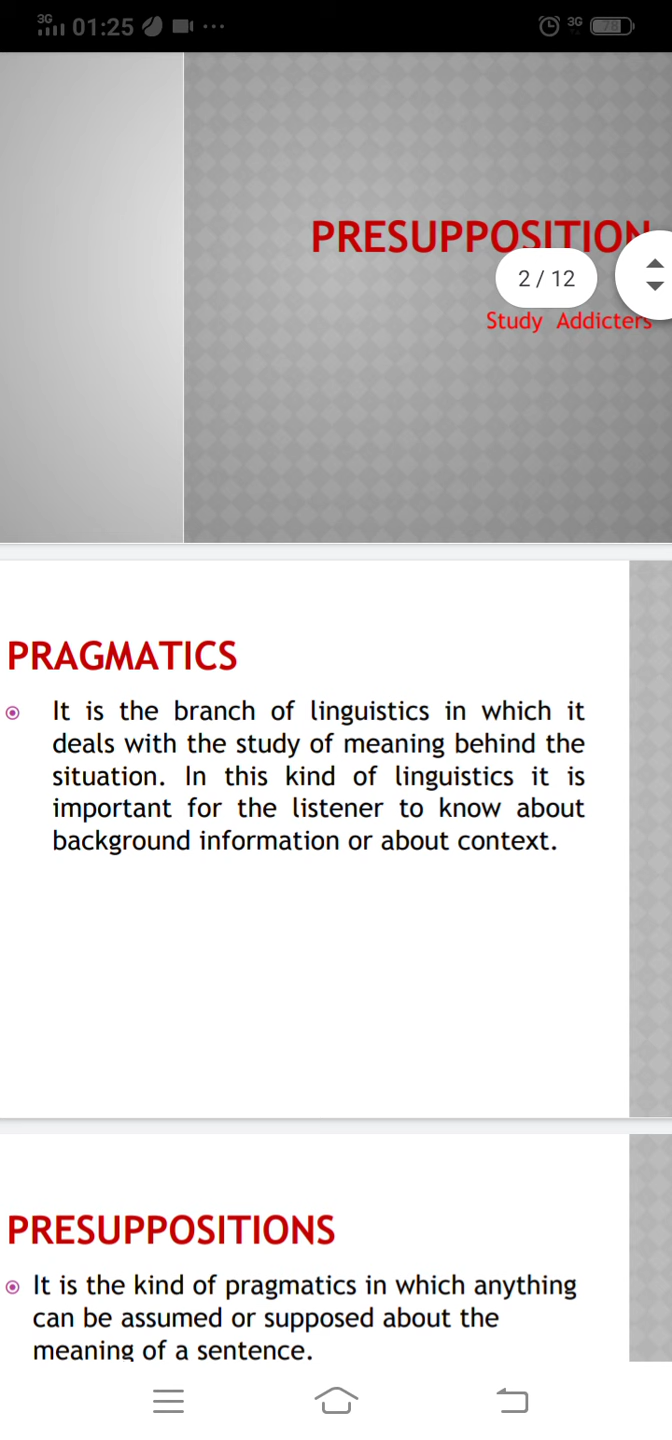 3G 01:25 ... 3G 78
PRESUPPOSITION
2 / 12
Study Addicters
PRAGMATICS
It is the branch of linguistics in which it
deals with the study of meaning behind the
situation. In this kind of linguistics it is
important for the listener to know about
background information or about context.
PRESUPPOSITIONS
It is the kind of pragmatics in which anything
can be assumed or supposed about the
meaning of a sentence.